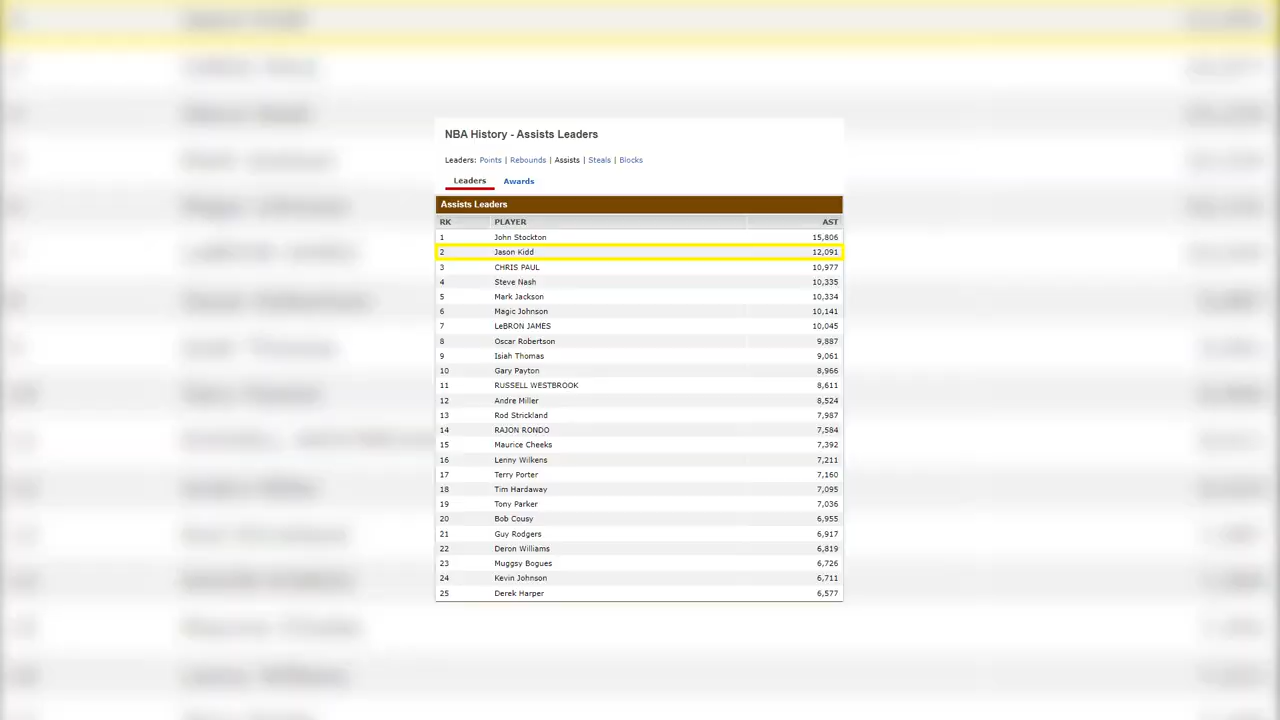 NBA History - Assists Leaders
Leaders: Points | Rebounds | Assists | Steals | Blocks
Leaders Awards
Assists Leaders
RK PLAYER AST
1 John Stockton 15,806
2 Jason Kidd 12,091
3 CHRIS PAUL 10,977
4 Steve Nash 10,335
5 Mark Jackson 10,334
6 Magic Johnson 10,141
7 LeBRON JAMES 10,045
8 Oscar Robertson 9,887
9 Isiah Thomas 9,061
10 Gary Payton 8,966
11 RUSSELL WESTBROOK 8,611
12 Andre Miller 8,524
13 Rod Strickland 7,987
14 RAJON RONDO 7,584
15 Maurice Cheeks 7,392
16 Lenny Wilkens 7,211
17 Terry Porter 7,160
18 Tim Hardaway 7,095
19 Tony Parker 7,036
20 Bob Cousy 6,955
21 Guy Rodgers 6,917
22 Deron Williams 6,819
23 Muggsy Bogues 6,726
24 Kevin Johnson 6,711
25 Derek Harper 6,577